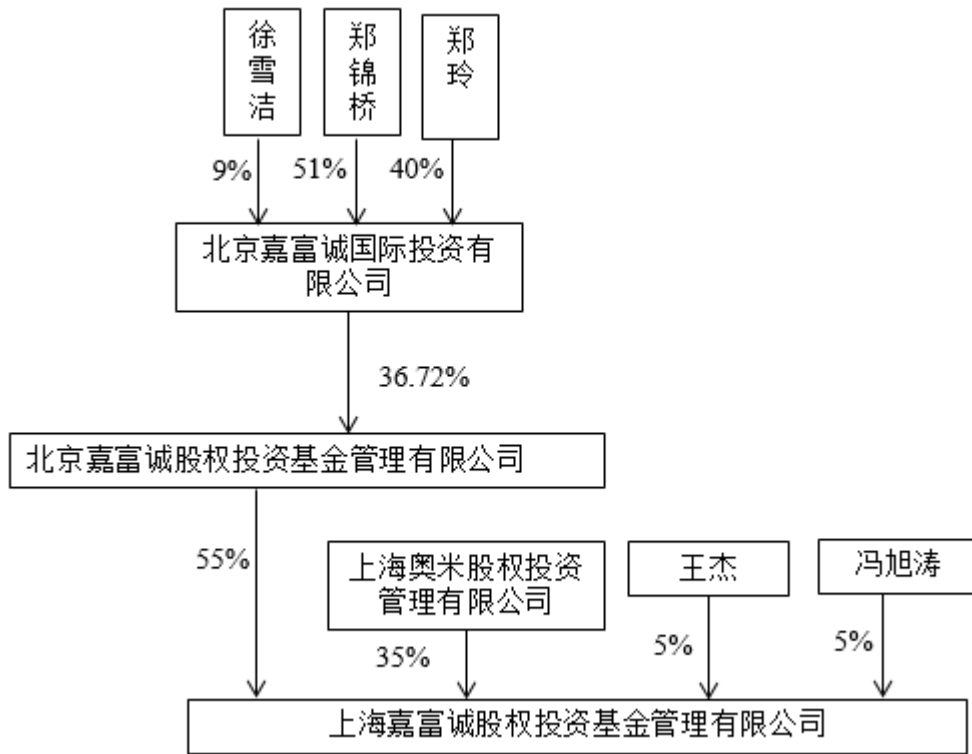 徐雪洁
郑锦桥
郑玲
9%
51%
40%
北京嘉富诚国际投资有
限公司
36.72%
北京嘉富诚股权投资基金管理有限公司
55%
上海奥米股权投资
管理有限公司
王杰
冯旭涛
35%
5%
5%
上海嘉富诚股权投资基金管理有限公司